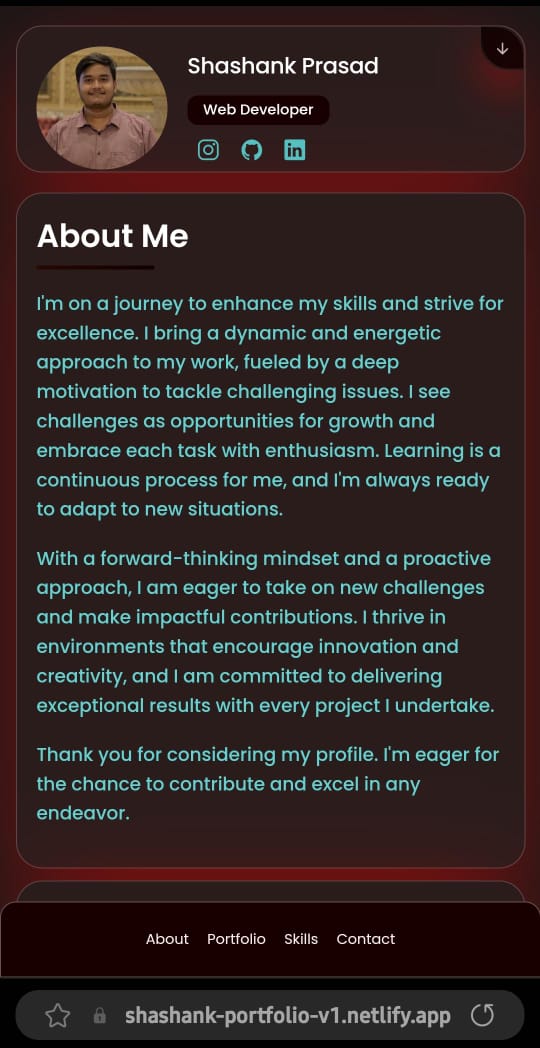 Shashank Prasad
Web Developer
in
About Me
I'm on a journey to enhance my skills and strive for
excellence. I bring a dynamic and energetic
approach to my work, fueled by a deep
motivation to tackle challenging issues. I see
challenges as opportunities for growth and
embrace each task with enthusiasm. Learning is a
continuous process for me, and I'm always ready
to adapt to new situations.
With a forward-thinking mindset and a proactive
approach, I am eager to take on new challenges
and make impactful contributions. I thrive in
environments that encourage innovation and
creativity, and I am committed to delivering
exceptional results with every project I undertake.
Thank you for considering my profile. I'm eager for
the chance to contribute and excel in any
endeavor.
About Portfolio Skills Contact
shashank-portfolio-v1.netlify.app